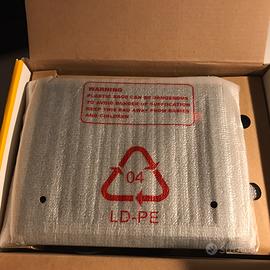 WARNING
PLASTIC BAGS CAN BE DANGEROUS
TO AVOID DANGER OF SUFFOCATION
KEEP THIS BAG AWAY FROM BABIES
AND CHILDREN
04
LD-PE